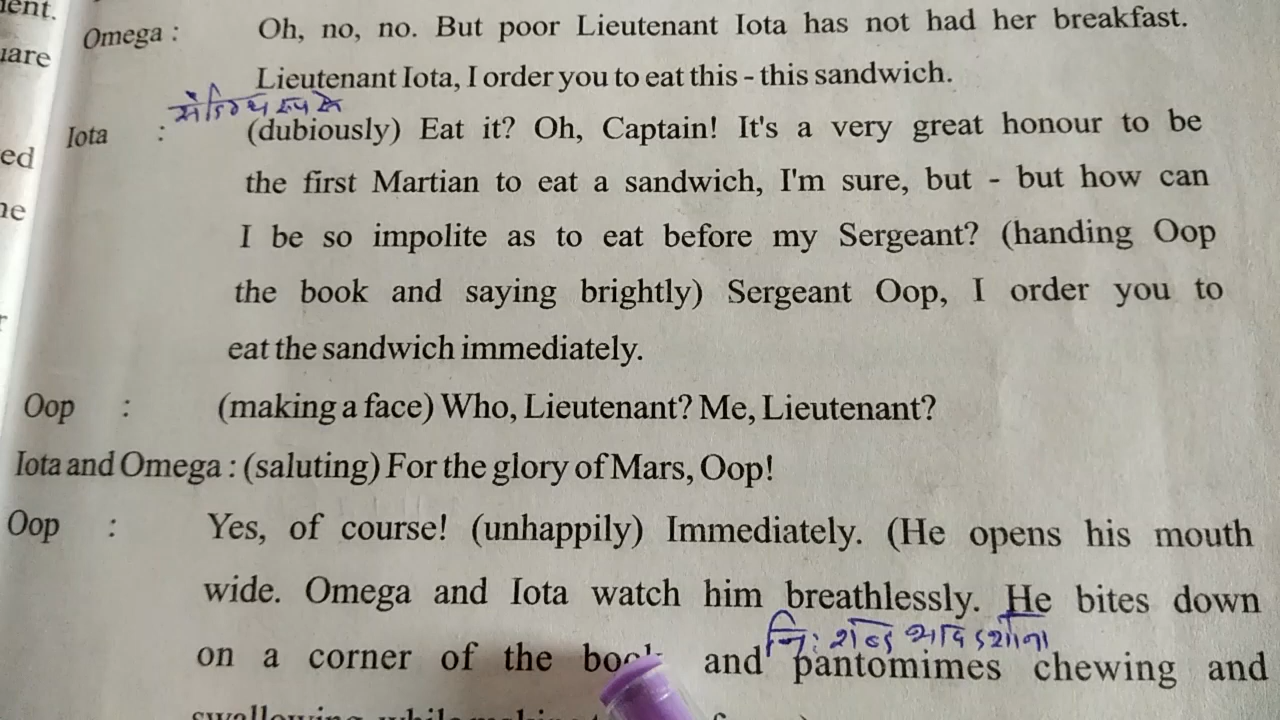 ent.
Omega : Oh, no, no. But poor Lieutenant Iota has not had her breakfast.
uare
Lieutenant Iota, I order you to eat this - this sandwich.
Iota : (dubiously) Eat it? Oh, Captain! It's a very great honour to be
ed
the first Martian to eat a sandwich, I'm sure, but - but how can
ne
I be so impolite as to eat before my Sergeant? (handing Oop
the book and saying brightly) Sergeant Oop, I order you to
eat the sandwich immediately.
Oop : (making a face) Who, Lieutenant? Me, Lieutenant?
Iota and Omega : (saluting) For the glory of Mars, Oop!
Oop : Yes, of course! (unhappily) Immediately. (He opens his mouth
wide. Omega and Iota watch him breathlessly. He bites down
नि:शब्द
on a corner of the and pantomimes chewing and